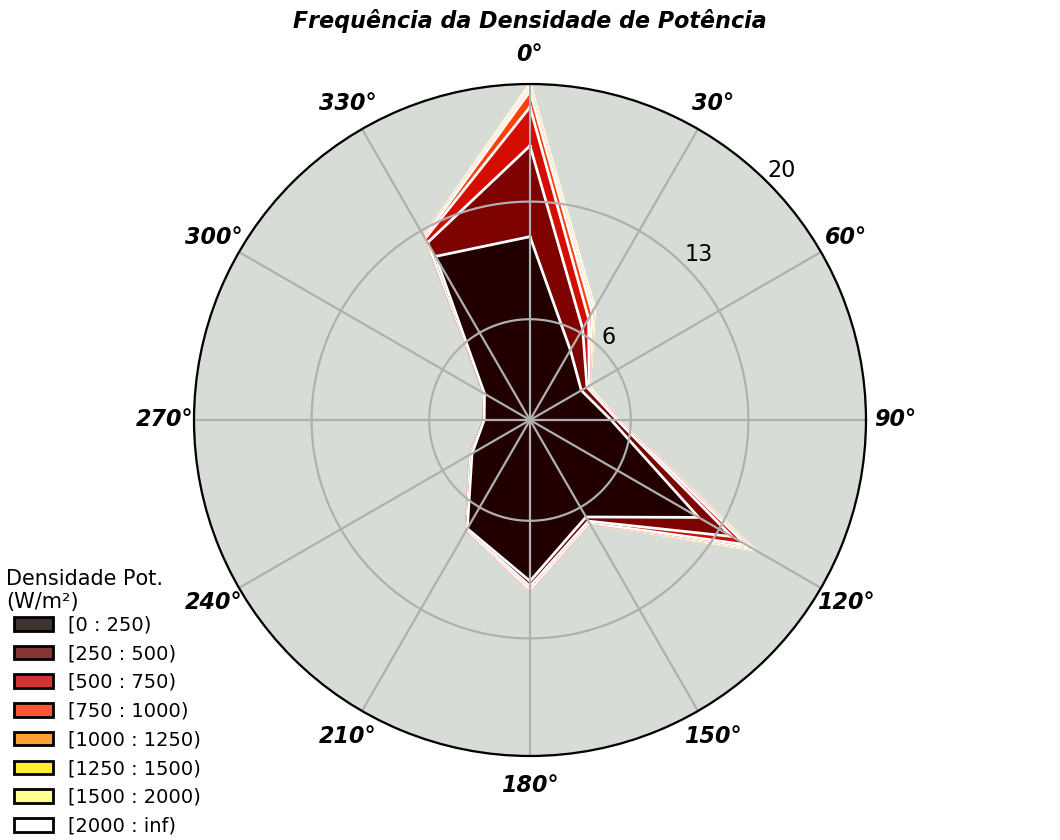 Frequência da Densidade de Potência
0°
330°
30°
20
300°
60°
13
6
270°
90°
240°
120°
210°
150°
180°
Densidade Pot.
(W/m²)
[0 : 250)
[250 : 500)
[500 : 750)
[750 : 1000)
[1000 : 1250)
[1250 : 1500)
[1500 : 2000)
[2000 : inf)